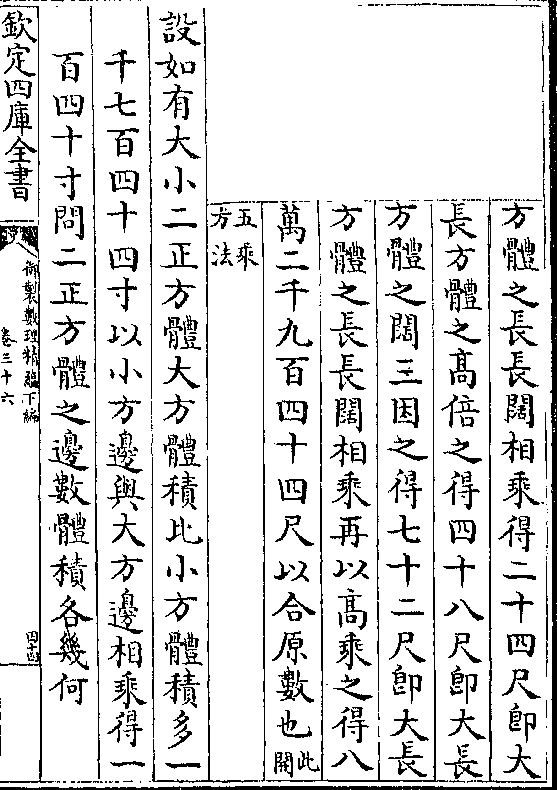 方體之長長闊相乘得二十四尺卽大
長方體之高倍之得四十八尺卽大長
方體之闊三因之得七十二尺卽大長
方體之長長闊相乘再以高乘之得八
萬二千九百四十四尺以合原數也此開
五乘方法
設如有大小二正方體大方體積比小方體積多一
千七百四十四寸以小方邊與大方邊相乘得一
百四十寸問二正方體之邊數體積各幾何
欽定四庫全書
御製數理精蘊下編
卷三十六
四十四